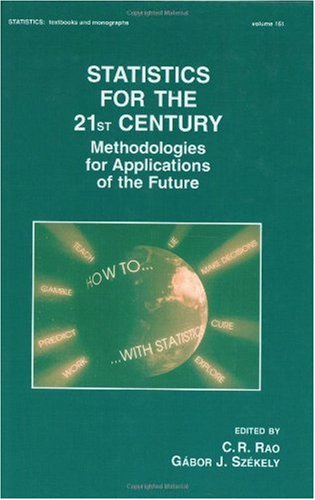 STATISTICS: textbooks and monographs volume 161
STATISTICS
FOR THE
21ST CENTURY
Methodologies
for Applications
of the Future
TEACH
LIE
MAKE DECISIONS
GAMBLE
HOW TO...
PREDICT
CURE
...WITH STATISTIC
WORK
EXPLORE
EDITED BY
C. R. RAO
GÁBOR J. SZÉKELY